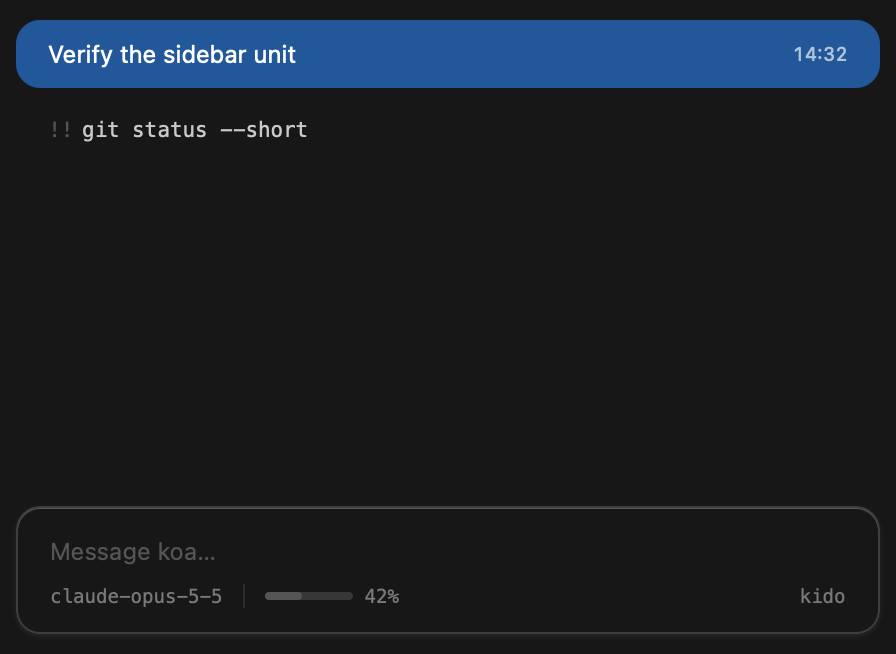 Verify the sidebar unit 14:32
!! git status --short
Message koa...
claude-opus-5-5 42% kido